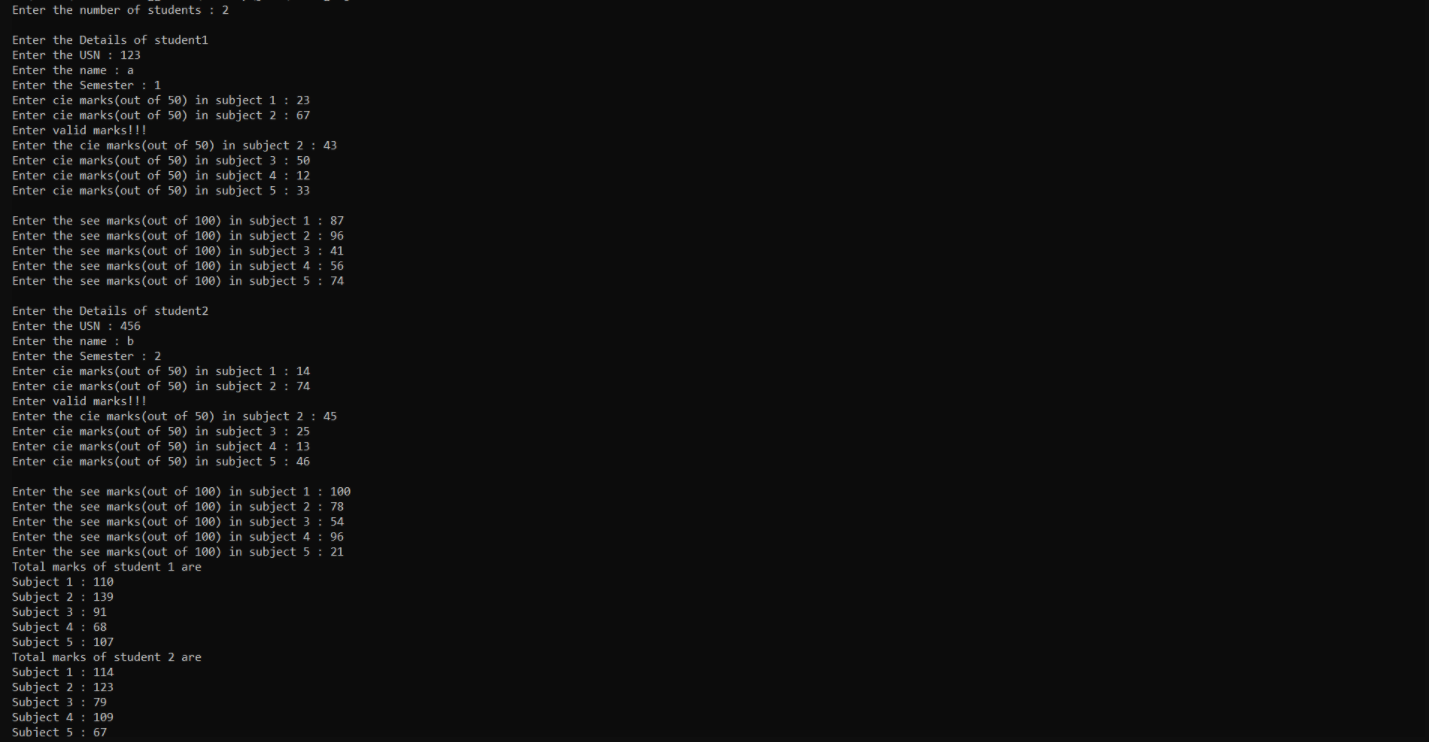 Enter the number of students : 2
Enter the Details of student1
Enter the USN : 123
Enter the name : a
Enter the Semester : 1
Enter cie marks(out of 50) in subject 1 : 23
Enter cie marks(out of 50) in subject 2 : 67
Enter valid marks!!!
Enter the cie marks(out of 50) in subject 2 : 43
Enter cie marks(out of 50) in subject 3 : 50
Enter cie marks(out of 50) in subject 4 : 12
Enter cie marks(out of 50) in subject 5 : 33
Enter the see marks(out of 100) in subject 1 : 87
Enter the see marks(out of 100) in subject 2 : 96
Enter the see marks(out of 100) in subject 3 : 41
Enter the see marks(out of 100) in subject 4 : 56
Enter the see marks(out of 100) in subject 5 : 74
Enter the Details of student2
Enter the USN : 456
Enter the name : b
Enter the Semester : 2
Enter cie marks(out of 50) in subject 1 : 14
Enter cie marks(out of 50) in subject 2 : 74
Enter valid marks!!!
Enter the cie marks(out of 50) in subject 2 : 45
Enter cie marks(out of 50) in subject 3 : 25
Enter cie marks(out of 50) in subject 4 : 13
Enter cie marks(out of 50) in subject 5 : 46
Enter the see marks(out of 100) in subject 1 : 100
Enter the see marks(out of 100) in subject 2 : 78
Enter the see marks(out of 100) in subject 3 : 54
Enter the see marks(out of 100) in subject 4 : 96
Enter the see marks(out of 100) in subject 5 : 21
Total marks of student 1 are
Subject 1 : 110
Subject 2 : 139
Subject 3 : 91
Subject 4 : 68
Subject 5 : 107
Total marks of student 2 are
Subject 1 : 114
Subject 2 : 123
Subject 3 : 79
Subject 4 : 109
Subject 5 : 67